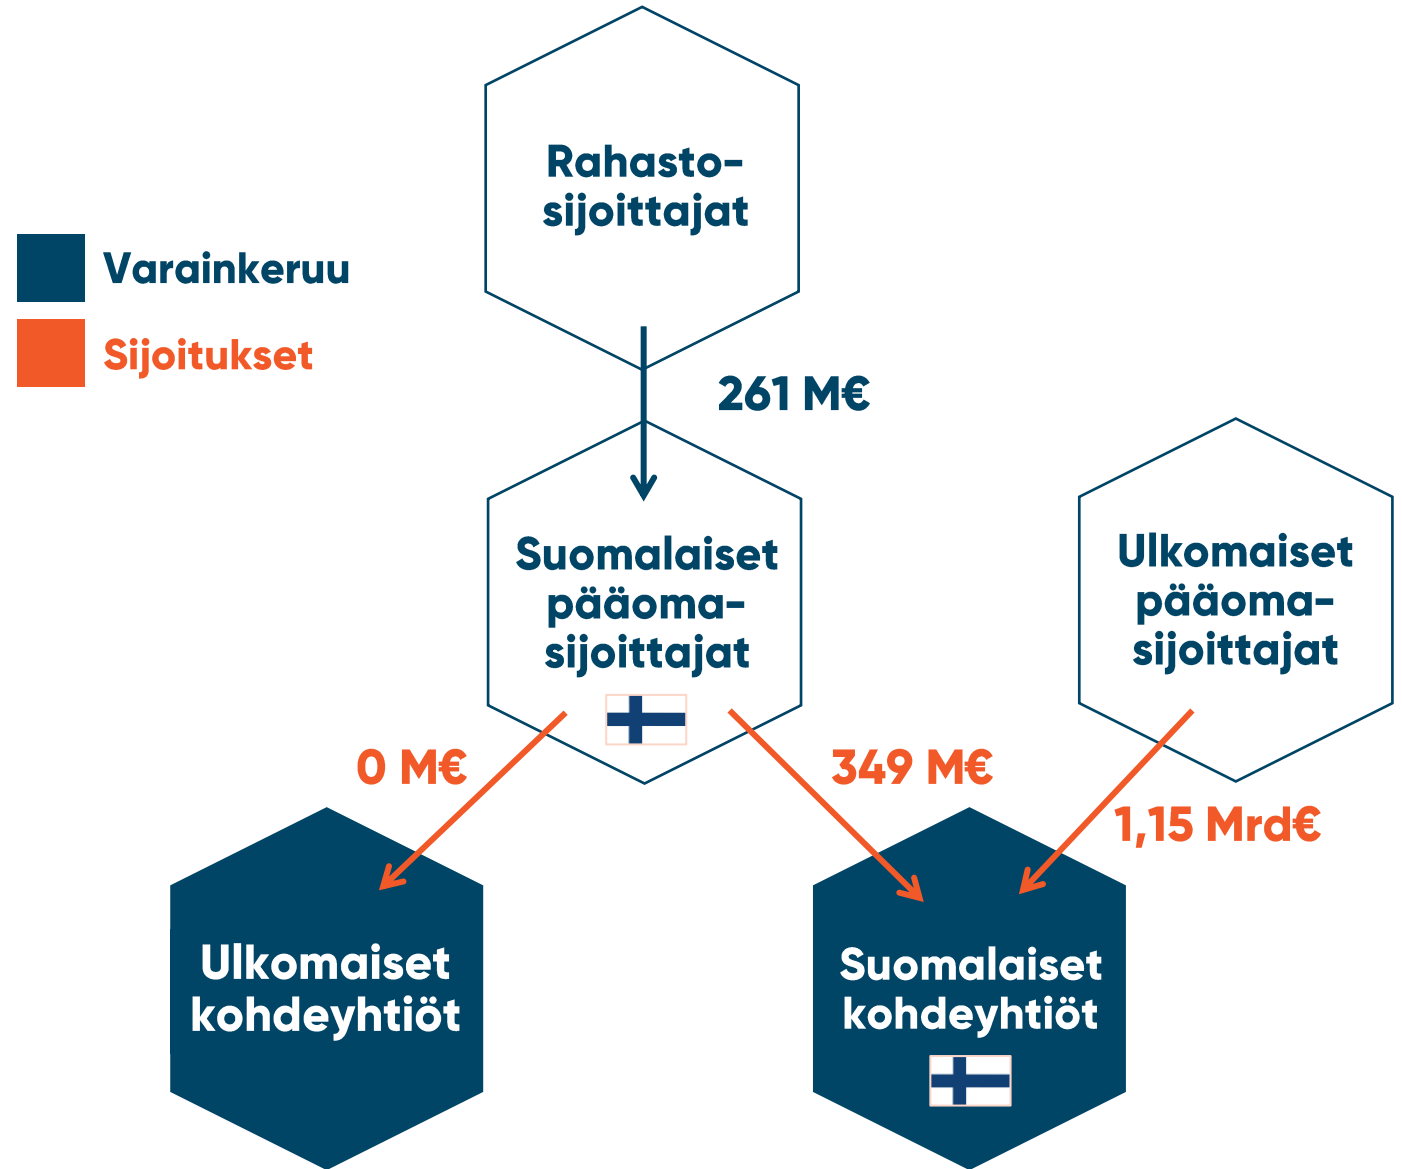 Rahasto-
sijoittajat
Varainkeruu
Sijoitukset
261 M€
Suomalaiset
pääoma-
sijoittajat
Ulkomaiset
pääoma-
sijoittajat
0 M€
349 M€
1,15 Mrd€
Ulkomaiset
kohdeyhtiöt
Suomalaiset
kohdeyhtiöt